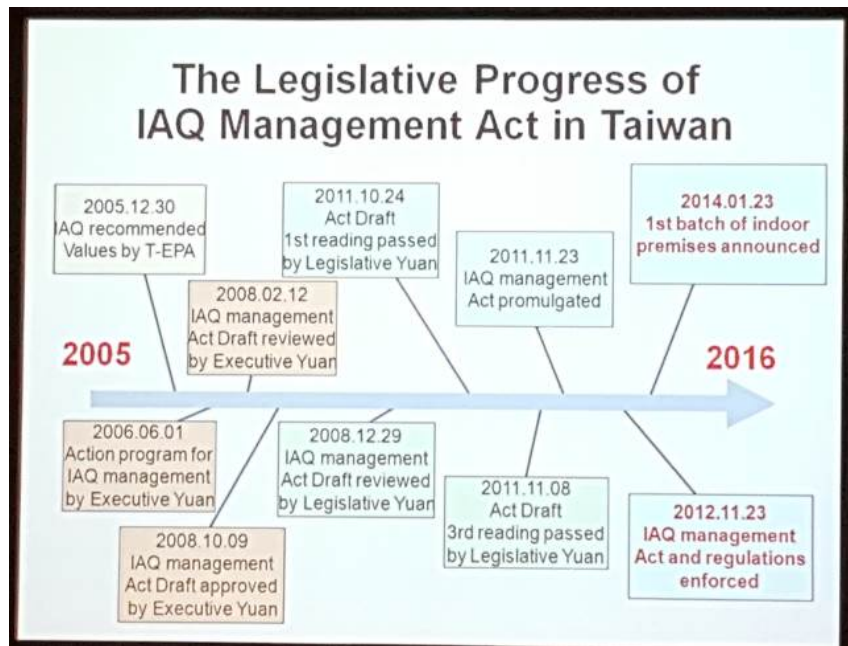 The Legislative Progress of
IAQ Management Act in Taiwan
2005.12.30
IAQ recommended
Values by T-EPA
2011.10.24
Act Draft
1st reading passed
by Legislative Yuan
2014.01.23
1st batch of indoor
premises announced
2011.11.23
IAQ management
Act promulgated
2008.02.12
IAQ management
Act Draft reviewed
by Executive Yuan
2005
2016
2006.06.01
Action program for
IAQ management
by Executive Yuan
2008.12.29
IAQ management
Act Draft reviewed
by Legislative Yuan
2011.11.08
Act Draft
3rd reading passed
by Legislative Yuan
2012.11.23
IAQ management
Act and regulations
enforced
2008.10.09
IAQ management
Act Draft approved
by Executive Yuan